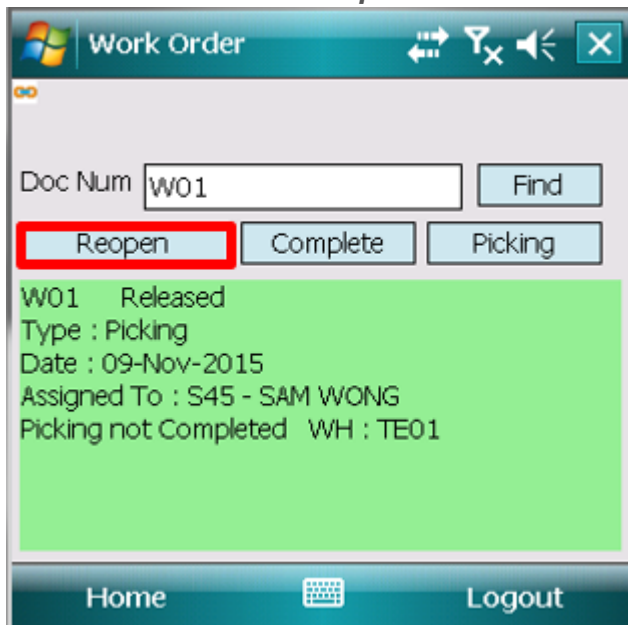 Work Order
Doc Num W01 Find
Reopen Complete Picking
W01 Released
Type : Picking
Date : 09-Nov-2015
Assigned To : S45 - SAM WONG
Picking not Completed WH : TE01
Home Logout